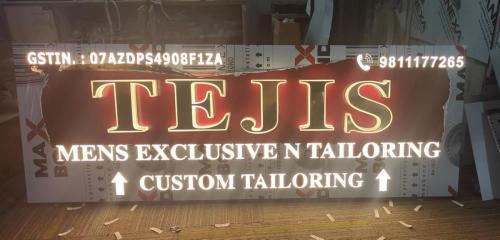 GSTIN. : 07AZDPS4908F1ZA
9811177265
TEJIS
MENS EXCLUSIVE N TAILORING
CUSTOM TAILORING